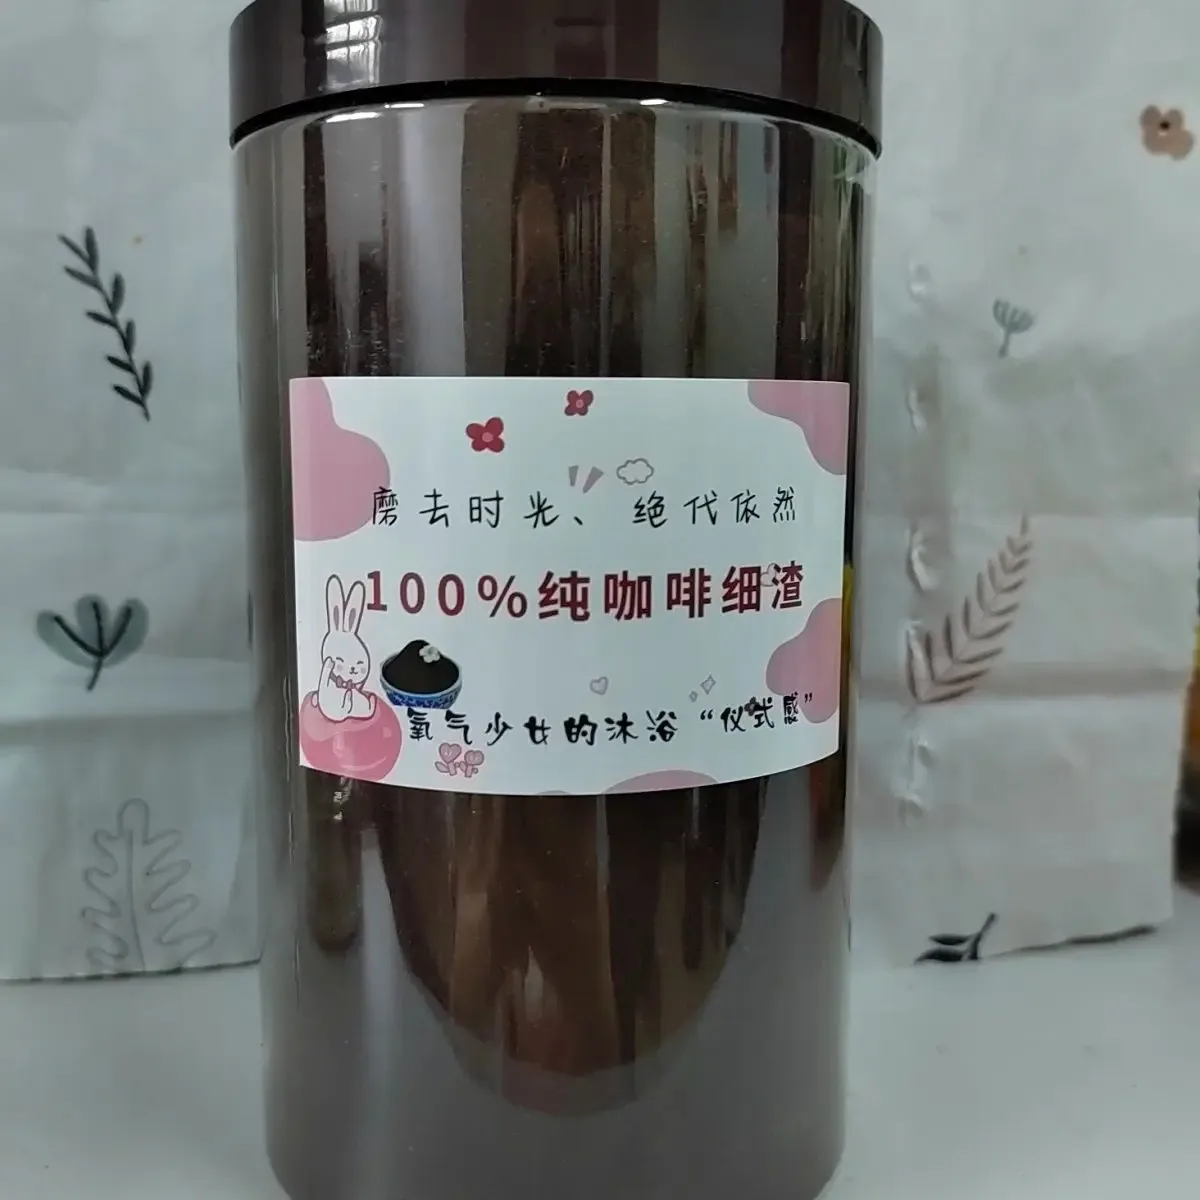 磨去时光、绝代依然
100%纯咖啡细渣
氧气少女的沐浴“仪式感”